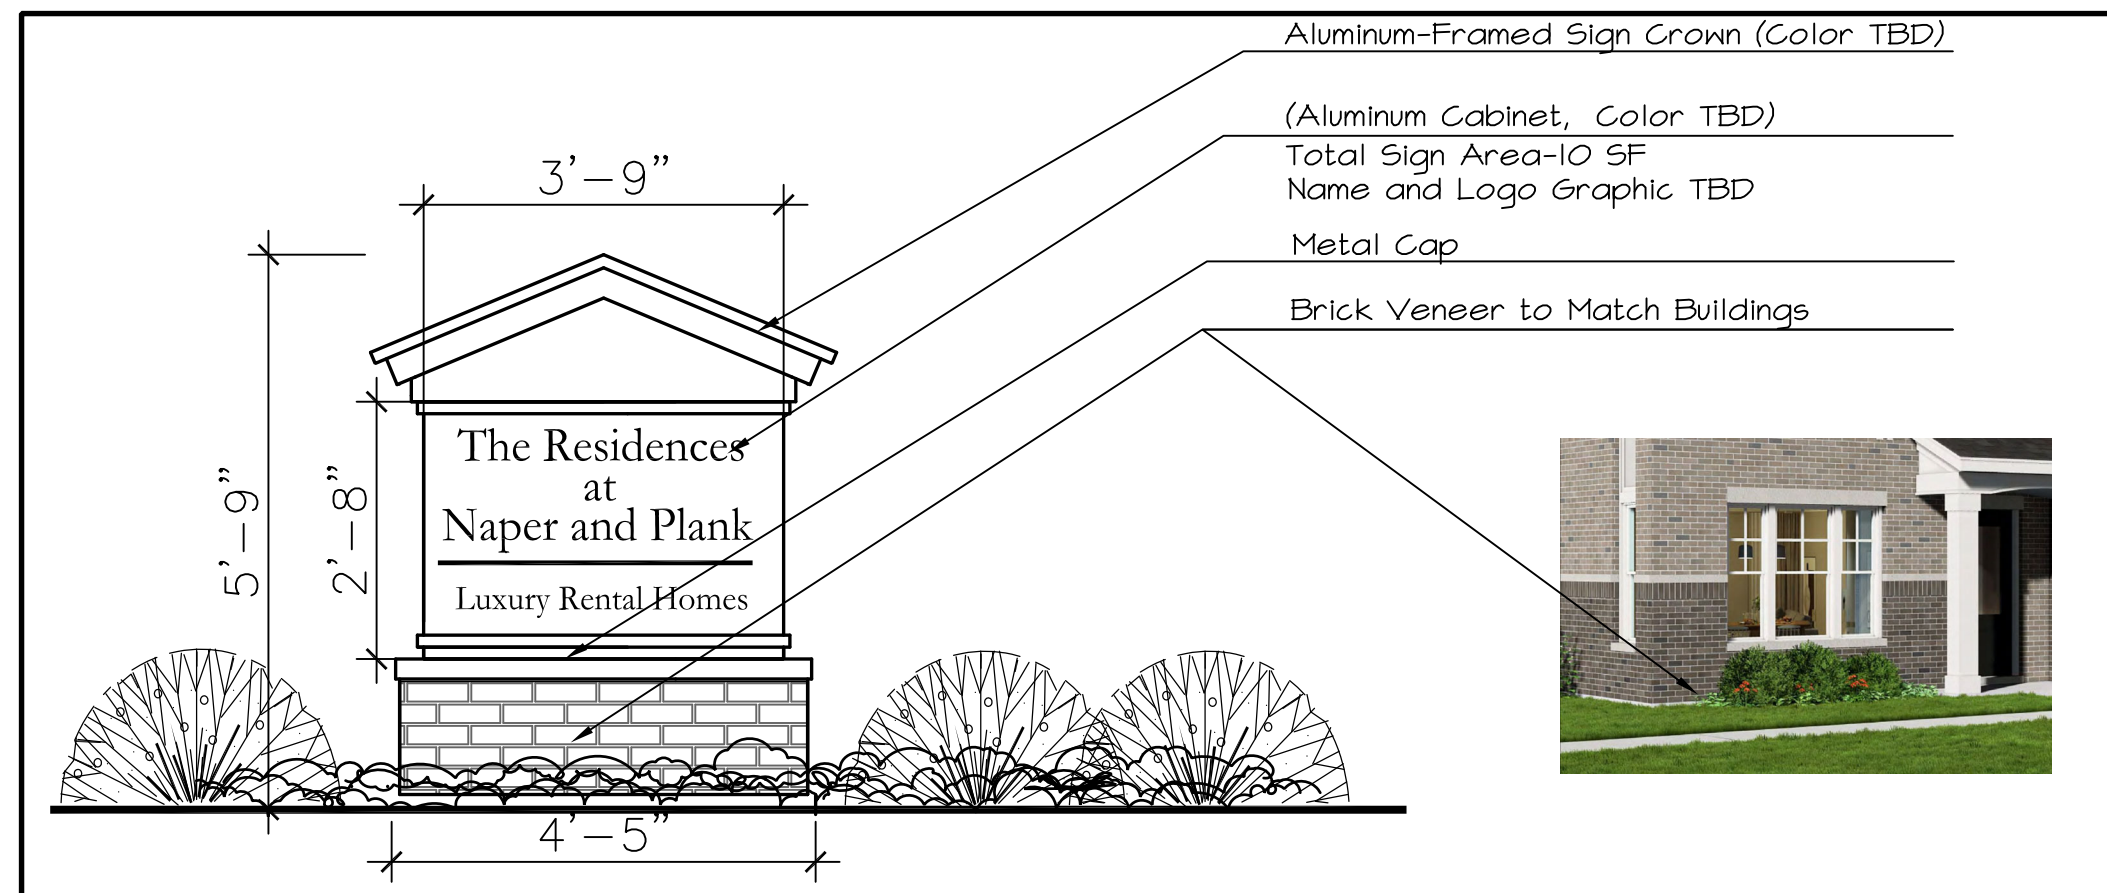 Aluminum-Framed Sign Crown (Color TBD)
(Aluminum Cabinet, Color TBD)
Total Sign Area-10 SF
Name and Logo Graphic TBD
Metal Cap
Brick Veneer to Match Buildings
3'-9"
5'-9"
2'-8"
The Residences
at
Naper and Plank
Luxury Rental Homes
4'-5"